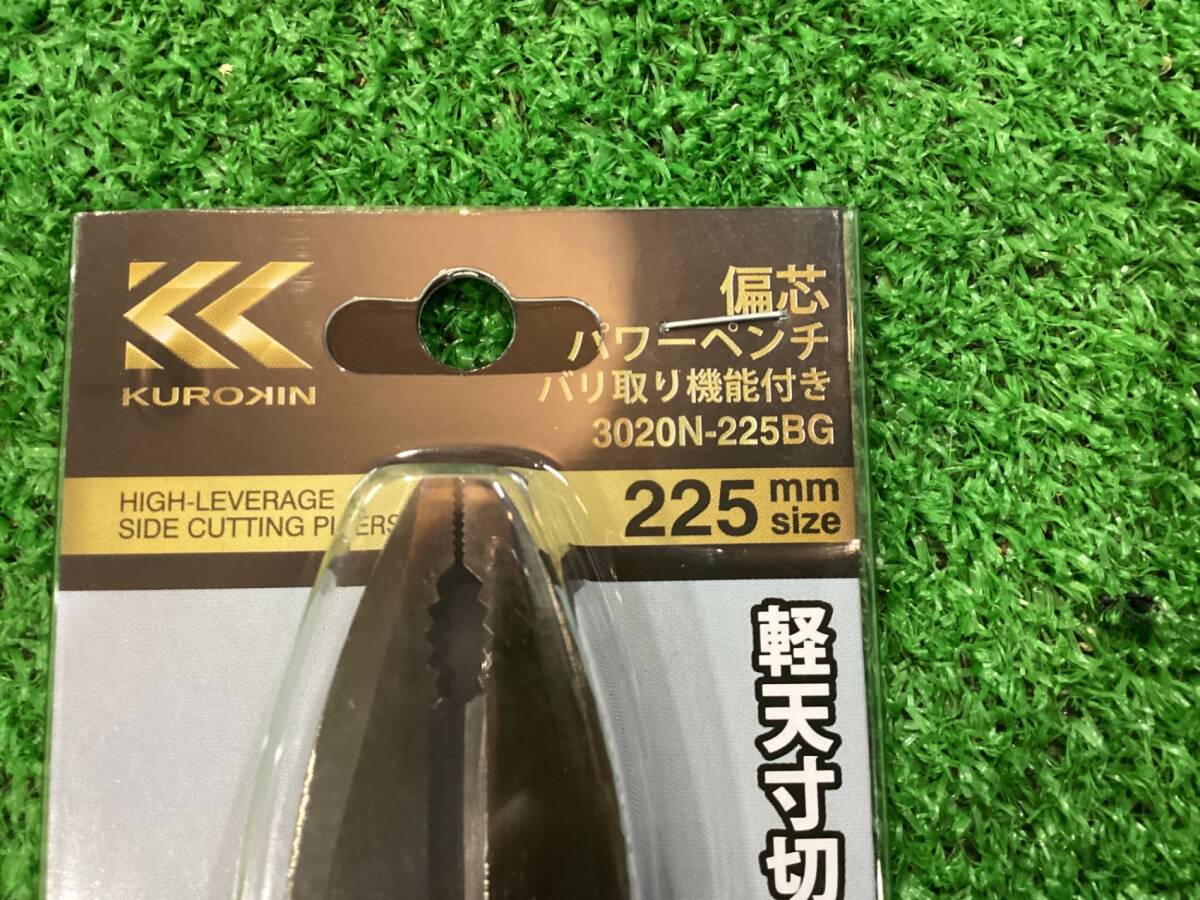 KUROKIN
偏芯
パワーペンチ
バリ取り機能付き
3020N-225BG
HIGH-LEVERAGE
SIDE CUTTING PLIERS
225 mm size
軽天寸切